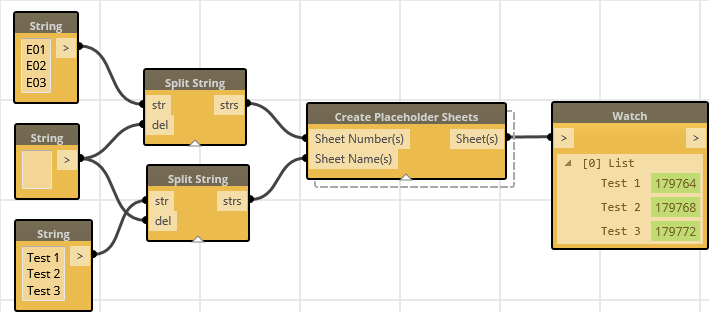 String
>
E01
E02
E03
String
>
String
>
Test 1
Test 2
Test 3
Split String
str strs
del
Split String
str strs
del
Create Placeholder Sheets
Sheet Number(s) Sheet(s)
Sheet Name(s)
Watch
> >
[0] List
Test 1 179764
Test 2 179768
Test 3 179772